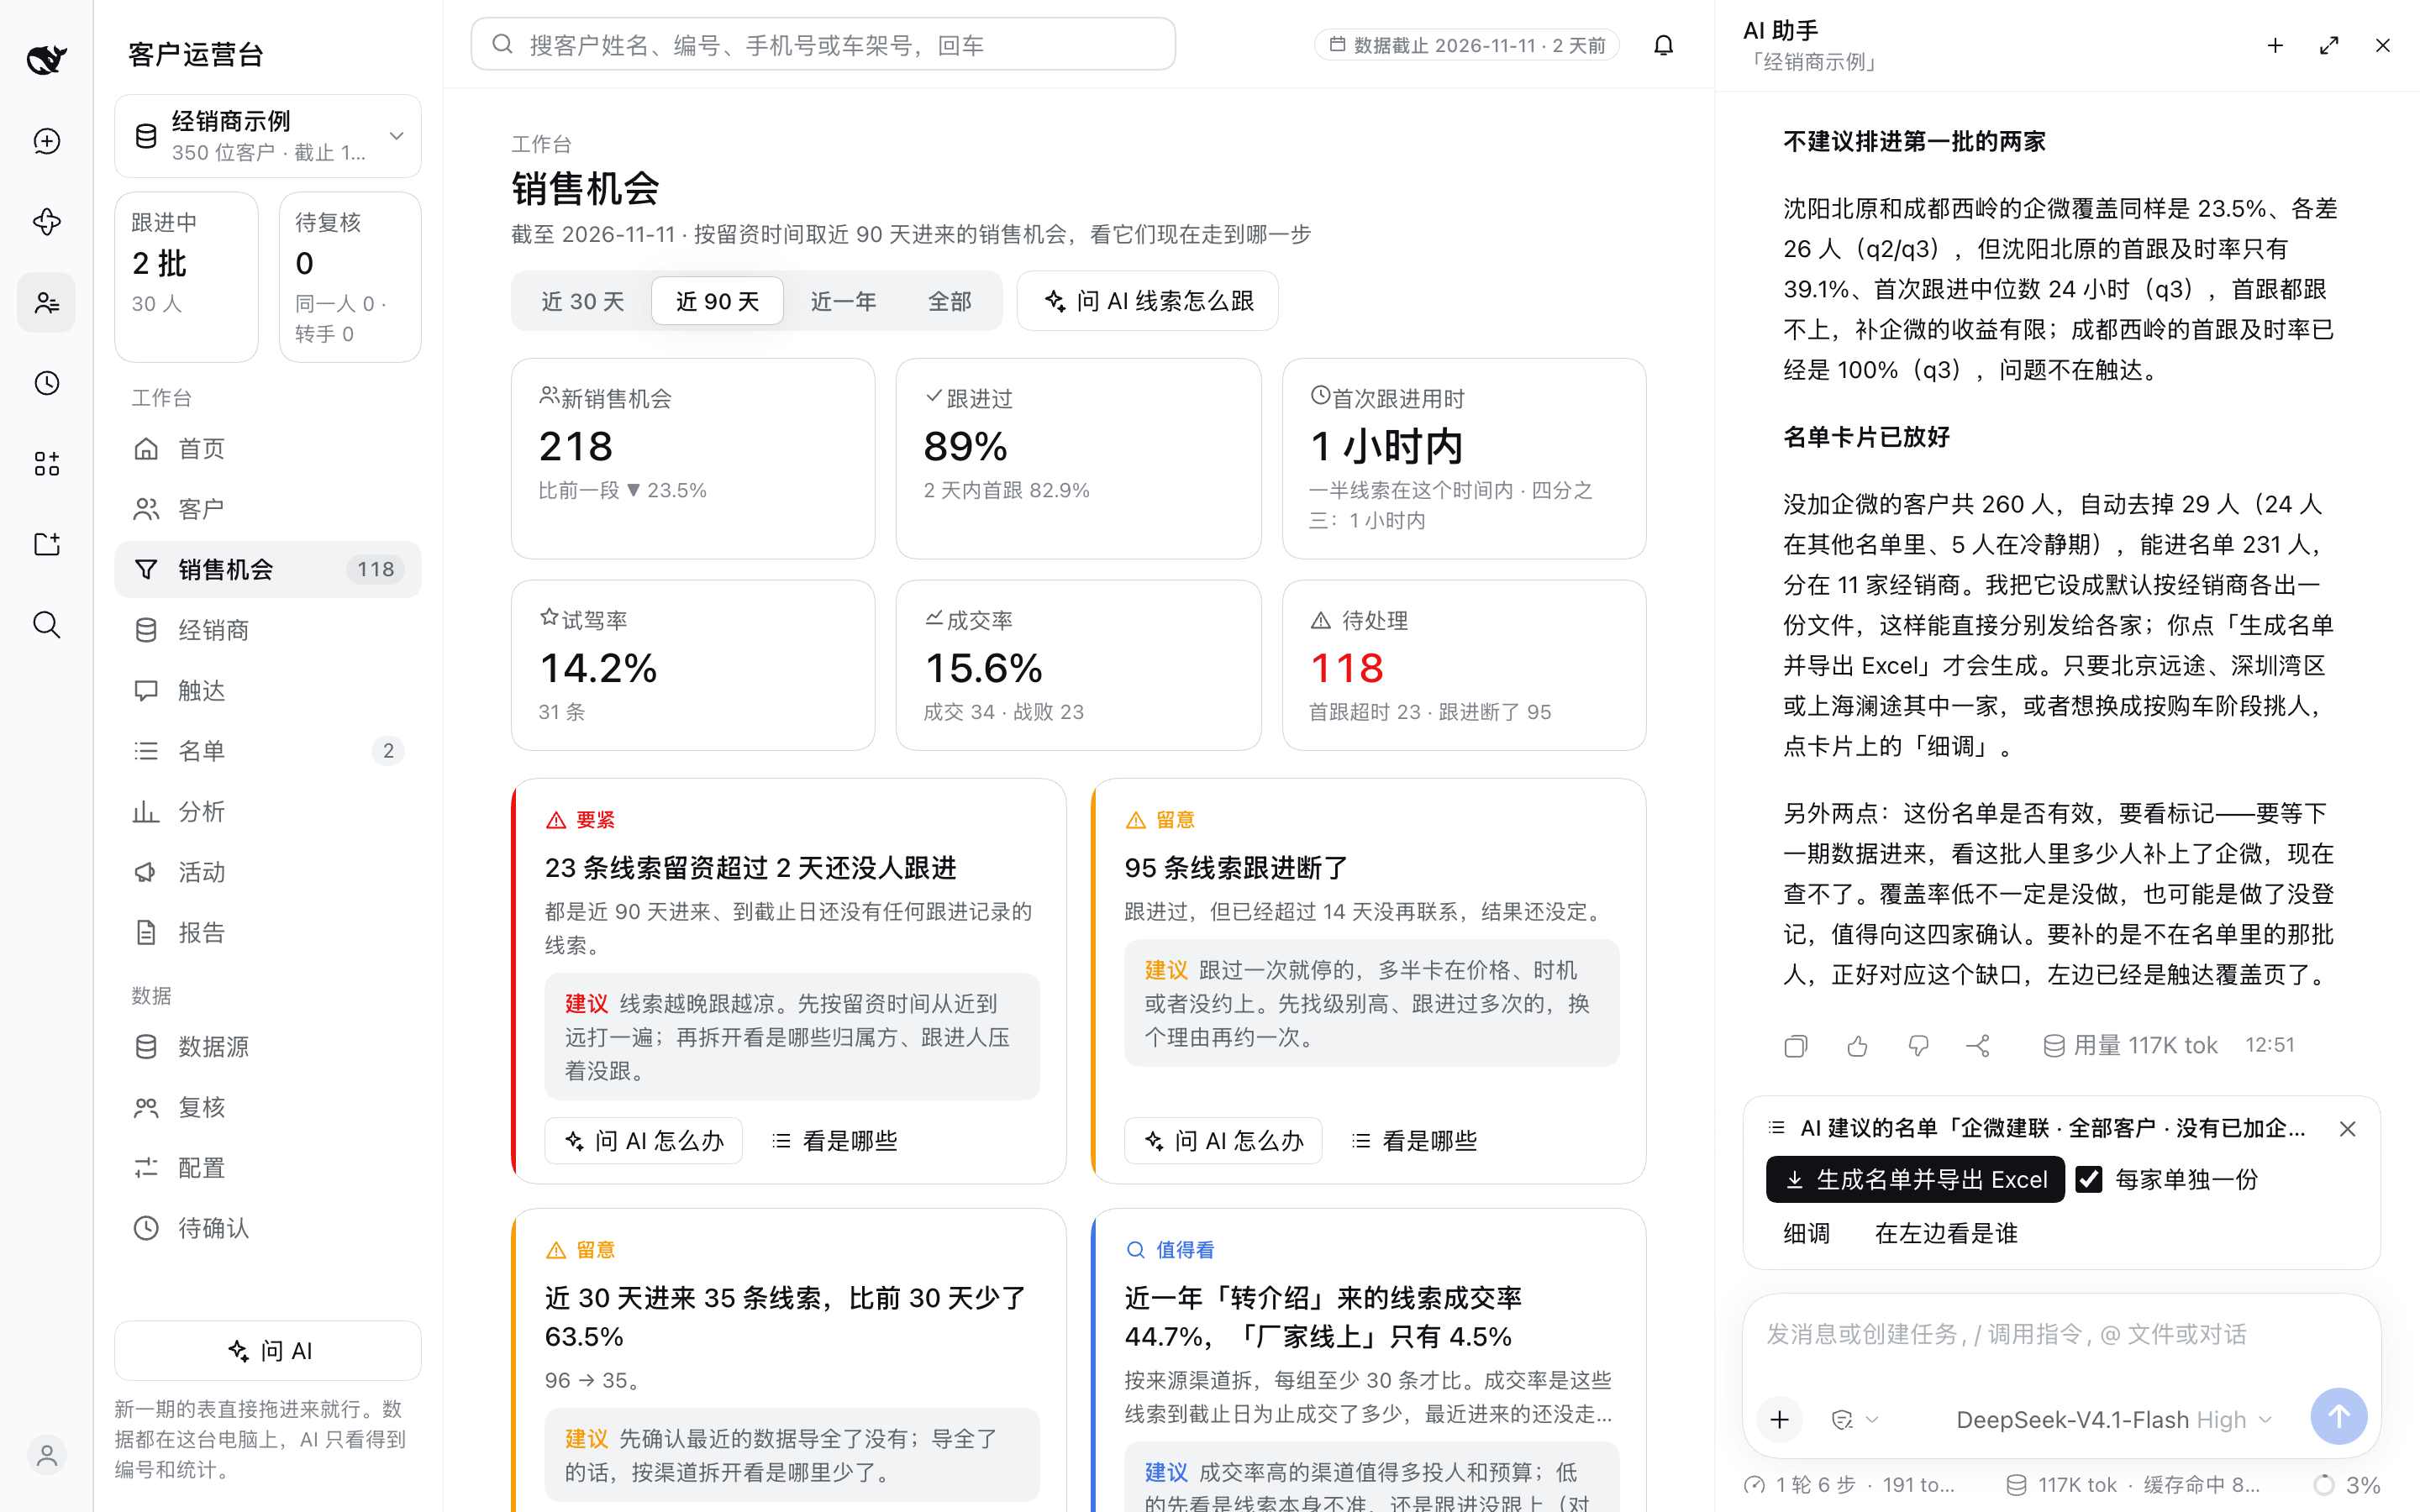 客户运营台
经销商示例
350 位客户 · 截止 1...
跟进中
2 批
30 人
待复核
0
同一人 0 ·
转手 0
工作台
首页
客户
销售机会 118
经销商
触达
名单 2
分析
活动
报告
数据
数据源
复核
配置
待确认
问 AI
新一期的表直接拖进来就行。数
据都在这台电脑上，AI 只看得到
编号和统计。
搜客户姓名、编号、手机号或车架号，回车
数据截止 2026-11-11 · 2 天前
工作台
销售机会
截至 2026-11-11 · 按留资时间取近 90 天进来的销售机会，看它们现在走到哪一步
近 30 天 近 90 天 近一年 全部 问 AI 线索怎么跟
新销售机会
218
比前一段 ▼ 23.5%
跟进过
89%
2 天内首跟 82.9%
首次跟进用时
1 小时内
一半线索在这个时间内 · 四分之
三：1 小时内
试驾率
14.2%
31 条
成交率
15.6%
成交 34 · 战败 23
待处理
118
首跟超时 23 · 跟进断了 95
要紧
23 条线索留资超过 2 天还没人跟进
都是近 90 天进来、到截止日还没有任何跟进记录的
线索。
建议 线索越晚跟越凉。先按留资时间从近到
远打一遍；再拆开看是哪些归属方、跟进人压
着没跟。
问 AI 怎么办 看是哪些
留意
95 条线索跟进断了
跟进过，但已经超过 14 天没再联系，结果还没定。
建议 跟过一次就停的，多半卡在价格、时机
或者没约上。先找级别高、跟进过多次的，换
个理由再约一次。
问 AI 怎么办 看是哪些
留意
近 30 天进来 35 条线索，比前 30 天少了
63.5%
96 → 35。
建议 先确认最近的数据导全了没有；导全了
的话，按渠道拆开看是哪里少了。
值得看
近一年「转介绍」来的线索成交率
44.7%，「厂家线上」只有 4.5%
按来源渠道拆，每组至少 30 条才比。成交率是这些
线索到截止日为止成交了多少，最近进来的还没走...
建议 成交率高的渠道值得多投人和预算；低
的先看是线索本身不准，还是跟进没跟上（对
AI 助手
「经销商示例」
不建议排进第一批的两家
沈阳北原和成都西岭的企微覆盖同样是 23.5%、各差
26 人（q2/q3），但沈阳北原的首跟及时率只有
39.1%、首次跟进中位数 24 小时（q3），首跟都跟
不上，补企微的收益有限；成都西岭的首跟及时率已
经是 100%（q3），问题不在触达。
名单卡片已放好
没加企微的客户共 260 人，自动去掉 29 人（24 人
在其他名单里、5 人在冷静期），能进名单 231 人，
分在 11 家经销商。我把它设成默认按经销商各出一
份文件，这样能直接分别发给各家；你点「生成名单
并导出 Excel」才会生成。只要北京远途、深圳湾区
或上海澜途其中一家，或者想换成按购车阶段挑人，
点卡片上的「细调」。
另外两点：这份名单是否有效，要看标记——要等下
一期数据进来，看这批人里多少人补上了企微，现在
查不了。覆盖率低不一定是没做，也可能是做了没登
记，值得向这四家确认。要补的是不在名单里的那批
人，正好对应这个缺口，左边已经是触达覆盖页了。
用量 117K tok 12:51
AI 建议的名单「企微建联 · 全部客户 · 没有已加企...
生成名单并导出 Excel 每家单独一份
细调 在左边看是谁
发消息或创建任务, / 调用指令, @ 文件或对话
DeepSeek-V4.1-Flash High
1 轮 6 步 · 191 to... 117K tok · 缓存命中 8... 3%